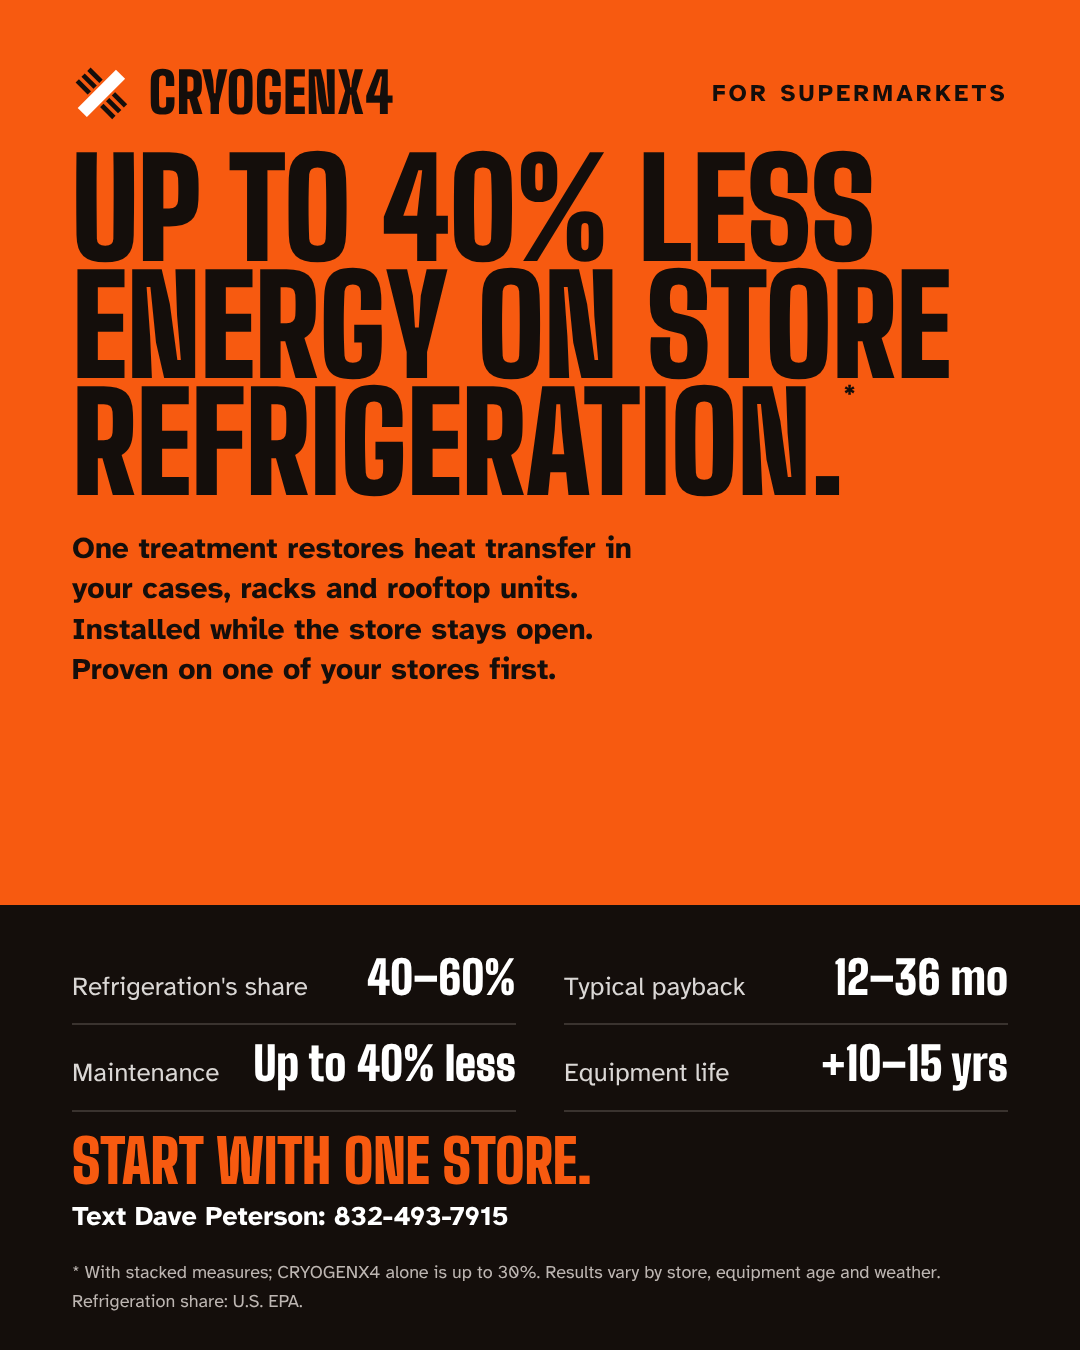 CRYOGENX4
FOR SUPERMARKETS
UP TO 40% LESS
ENERGY ON STORE
REFRIGERATION.*
One treatment restores heat transfer in
your cases, racks and rooftop units.
Installed while the store stays open.
Proven on one of your stores first.
Refrigeration's share 40–60%
Typical payback 12–36 mo
Maintenance Up to 40% less
Equipment life +10–15 yrs
START WITH ONE STORE.
Text Dave Peterson: 832-493-7915
* With stacked measures; CRYOGENX4 alone is up to 30%. Results vary by store, equipment age and weather.
Refrigeration share: U.S. EPA.